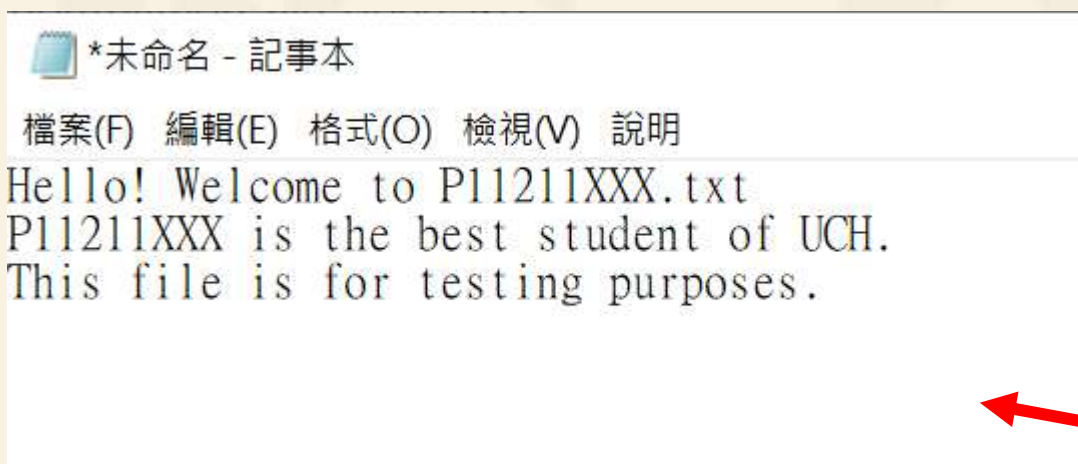 *未命名 - 記事本
檔案(F) 編輯(E) 格式(O) 檢視(V) 說明
Hello! Welcome to P11211XXX.txt
P11211XXX is the best student of UCH.
This file is for testing purposes.